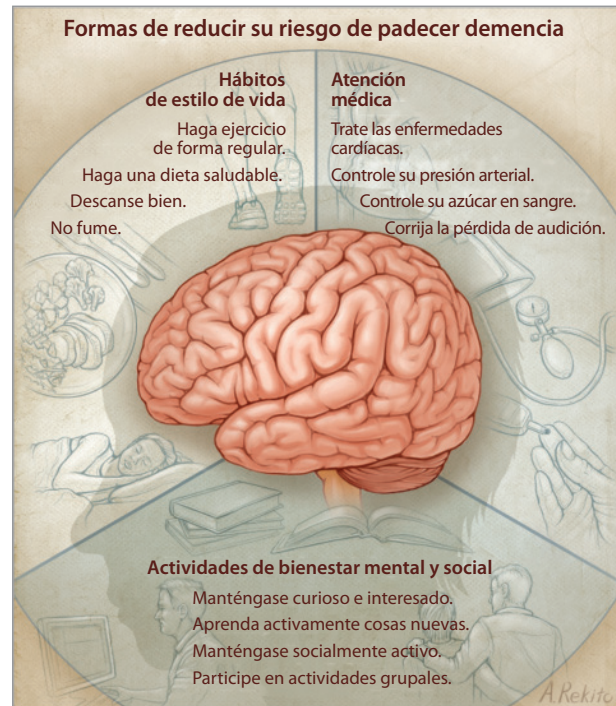 Formas de reducir su riesgo de padecer demencia
Hábitos
de estilo de vida
Haga ejercicio
de forma regular.
Haga una dieta saludable.
Descanse bien.
No fume.
Atención
médica
Trate las enfermedades
cardíacas.
Controle su presión arterial.
Controle su azúcar en sangre.
Corrija la pérdida de audición.
Actividades de bienestar mental y social
Manténgase curioso e interesado.
Aprenda activamente cosas nuevas.
Manténgase socialmente activo.
Participe en actividades grupales.
A.Rekito